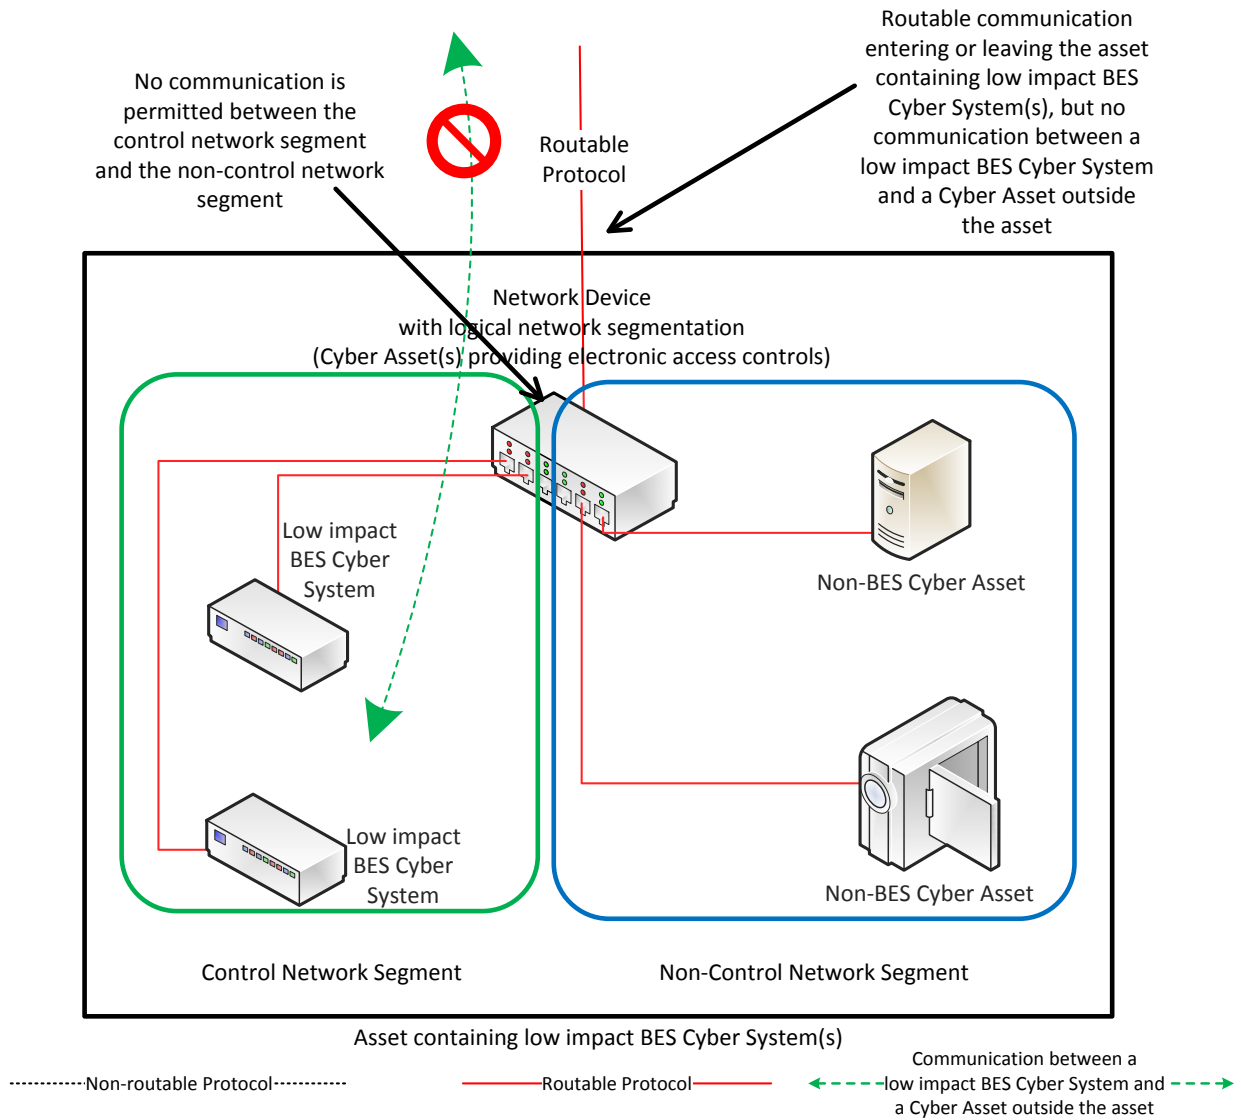 No communication is
permitted between the
control network segment
and the non-control network
segment
Routable
Protocol
Routable communication
entering or leaving the asset
containing low impact BES
Cyber System(s), but no
communication between a
low impact BES Cyber System
and a Cyber Asset outside
the asset
Network Device
with logical network segmentation
(Cyber Asset(s) providing electronic access controls)
Low impact
BES Cyber
System
Low impact
BES Cyber
System
Non-BES Cyber Asset
Non-BES Cyber Asset
Control Network Segment
Non-Control Network Segment
Asset containing low impact BES Cyber System(s)
Non-routable Protocol
Routable Protocol
Communication between a
low impact BES Cyber System and
a Cyber Asset outside the asset